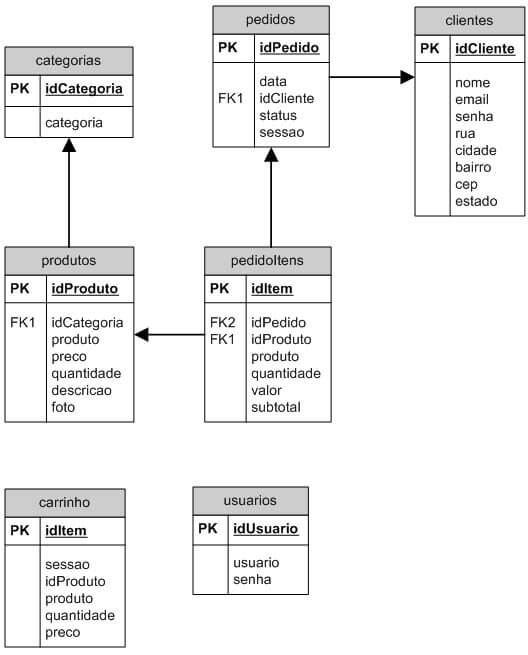 categorias
PK idCategoria
categoria
pedidos
PK idPedido
data
FK1 idCliente
status
sessao
clientes
PK idCliente
nome
email
senha
rua
cidade
bairro
cep
estado
produtos
PK idProduto
FK1 idCategoria
produto
preco
quantidade
descricao
foto
pedidoItens
PK idItem
FK2 idPedido
FK1 idProduto
produto
quantidade
valor
subtotal
carrinho
PK idItem
sessao
idProduto
produto
quantidade
preco
usuarios
PK idUsuario
usuario
senha